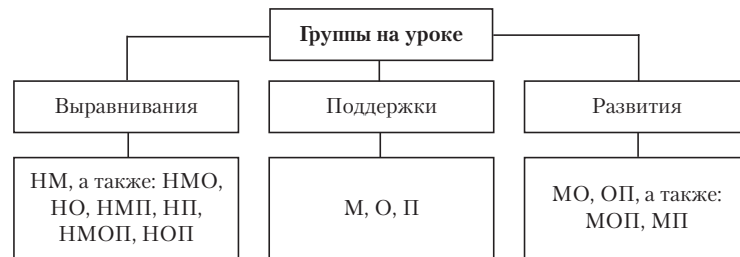 Группы на уроке
Выравнивания
Поддержки
Развития
НМ, а также: НМО,
НО, НМП, НП,
НМОП, НОП
М, О, П
МО, ОП, а также:
МОП, МП